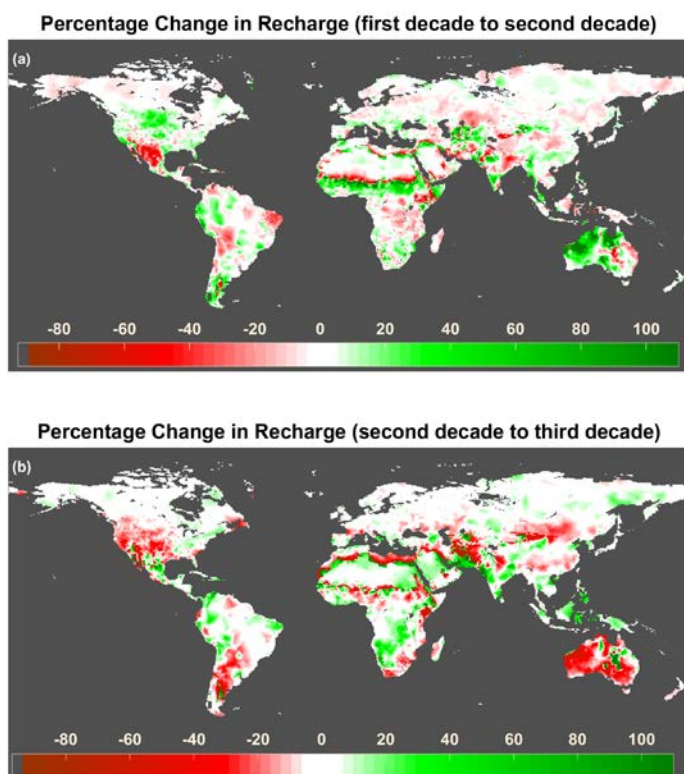 Percentage Change in Recharge (first decade to second decade)
(a)
-80 -60 -40 -20 0 20 40 60 80 100
Percentage Change in Recharge (second decade to third decade)
(b)
-80 -60 -40 -20 0 20 40 60 80 100